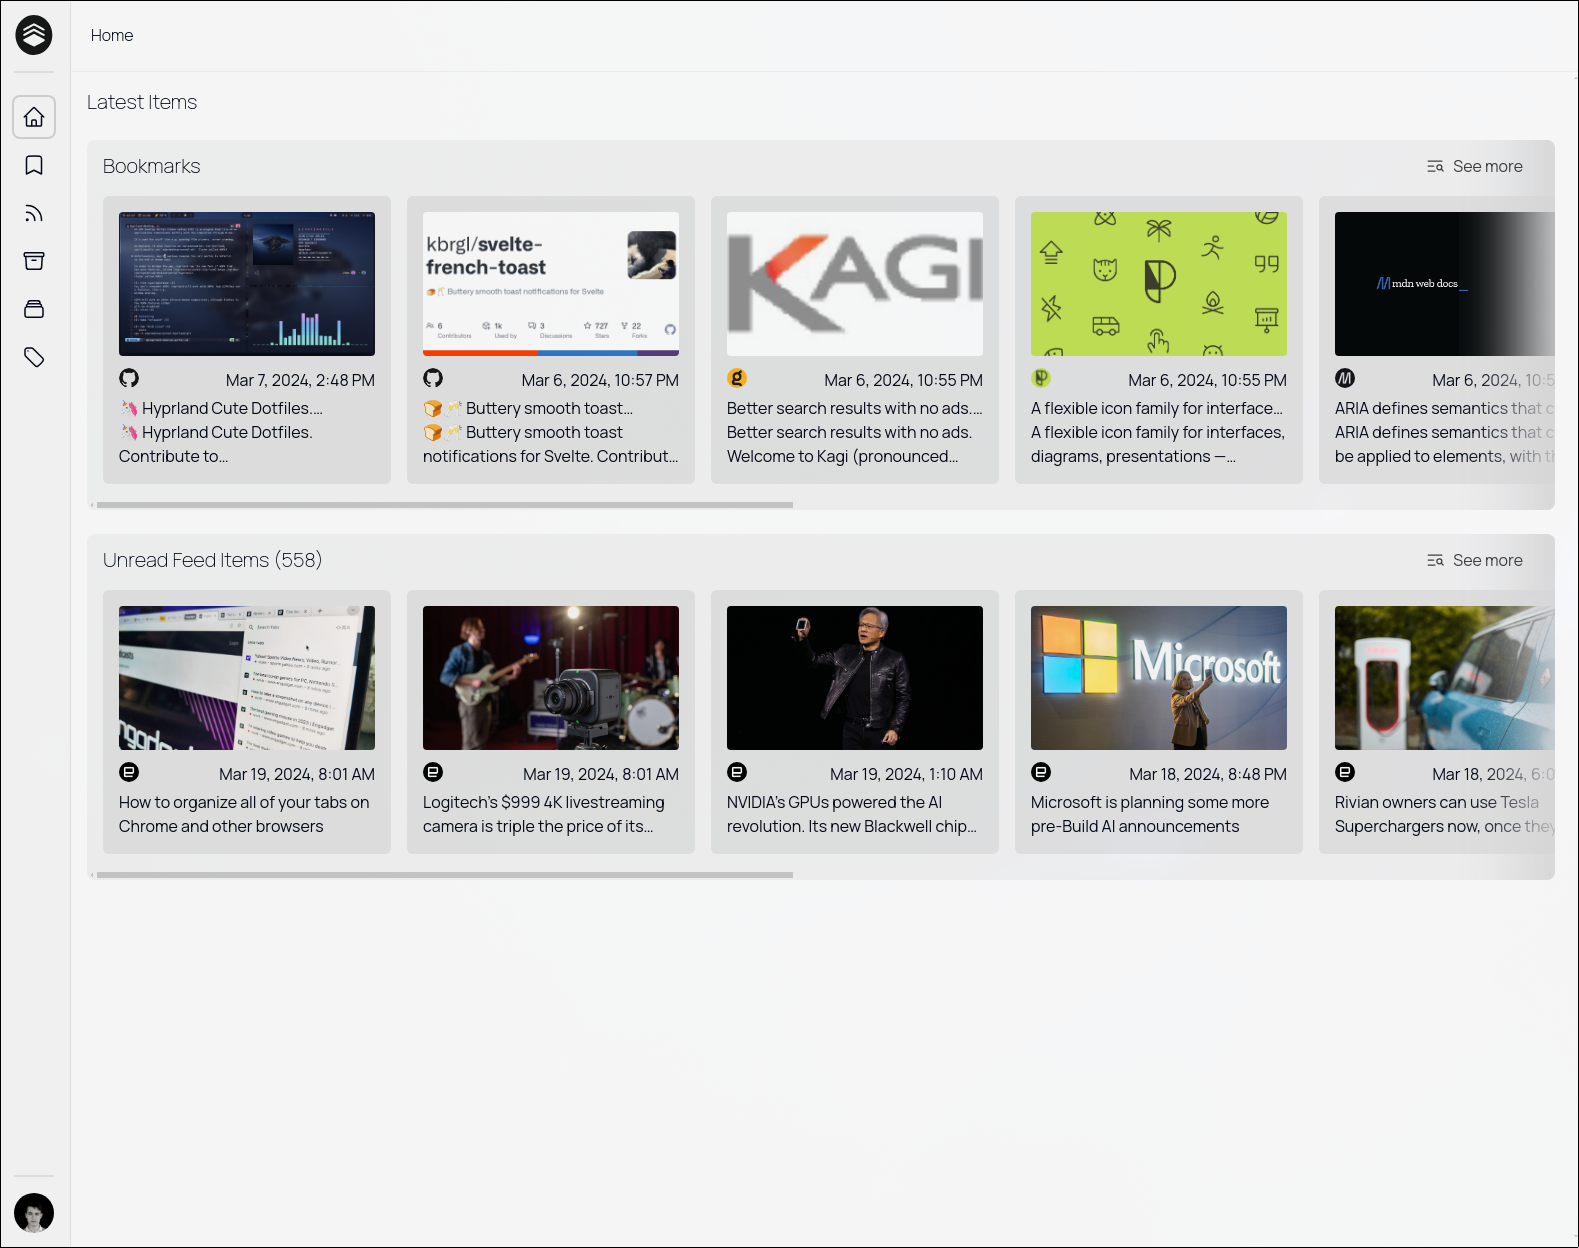 Home
Latest Items
Bookmarks
See more
kbrgl/svelte-
french-toast
Buttery smooth toast notifications for Svelte
6
Contributors
1k
Used by
3
Discussions
727
Stars
22
Forks
KAGI
mdn web docs_
Mar 7, 2024, 2:48 PM
🦄 Hyprland Cute Dotfiles....
🦄 Hyprland Cute Dotfiles.
Contribute to...
Mar 6, 2024, 10:57 PM
🍞🥂 Buttery smooth toast...
🍞🥂 Buttery smooth toast
notifications for Svelte. Contribut...
Mar 6, 2024, 10:55 PM
Better search results with no ads....
Better search results with no ads.
Welcome to Kagi (pronounced...
Mar 6, 2024, 10:55 PM
A flexible icon family for interface...
A flexible icon family for interfaces,
diagrams, presentations —...
Mar 6, 2024, 10:5
ARIA defines semantics that c
ARIA defines semantics that c
be applied to elements, with th
Unread Feed Items (558)
See more
Search tabs
Microsoft
Mar 19, 2024, 8:01 AM
How to organize all of your tabs on
Chrome and other browsers
Mar 19, 2024, 8:01 AM
Logitech's $999 4K livestreaming
camera is triple the price of its...
Mar 19, 2024, 1:10 AM
NVIDIA's GPUs powered the AI
revolution. Its new Blackwell chip...
Mar 18, 2024, 8:48 PM
Microsoft is planning some more
pre-Build AI announcements
Mar 18, 2024, 6:0
Rivian owners can use Tesla
Superchargers now, once they